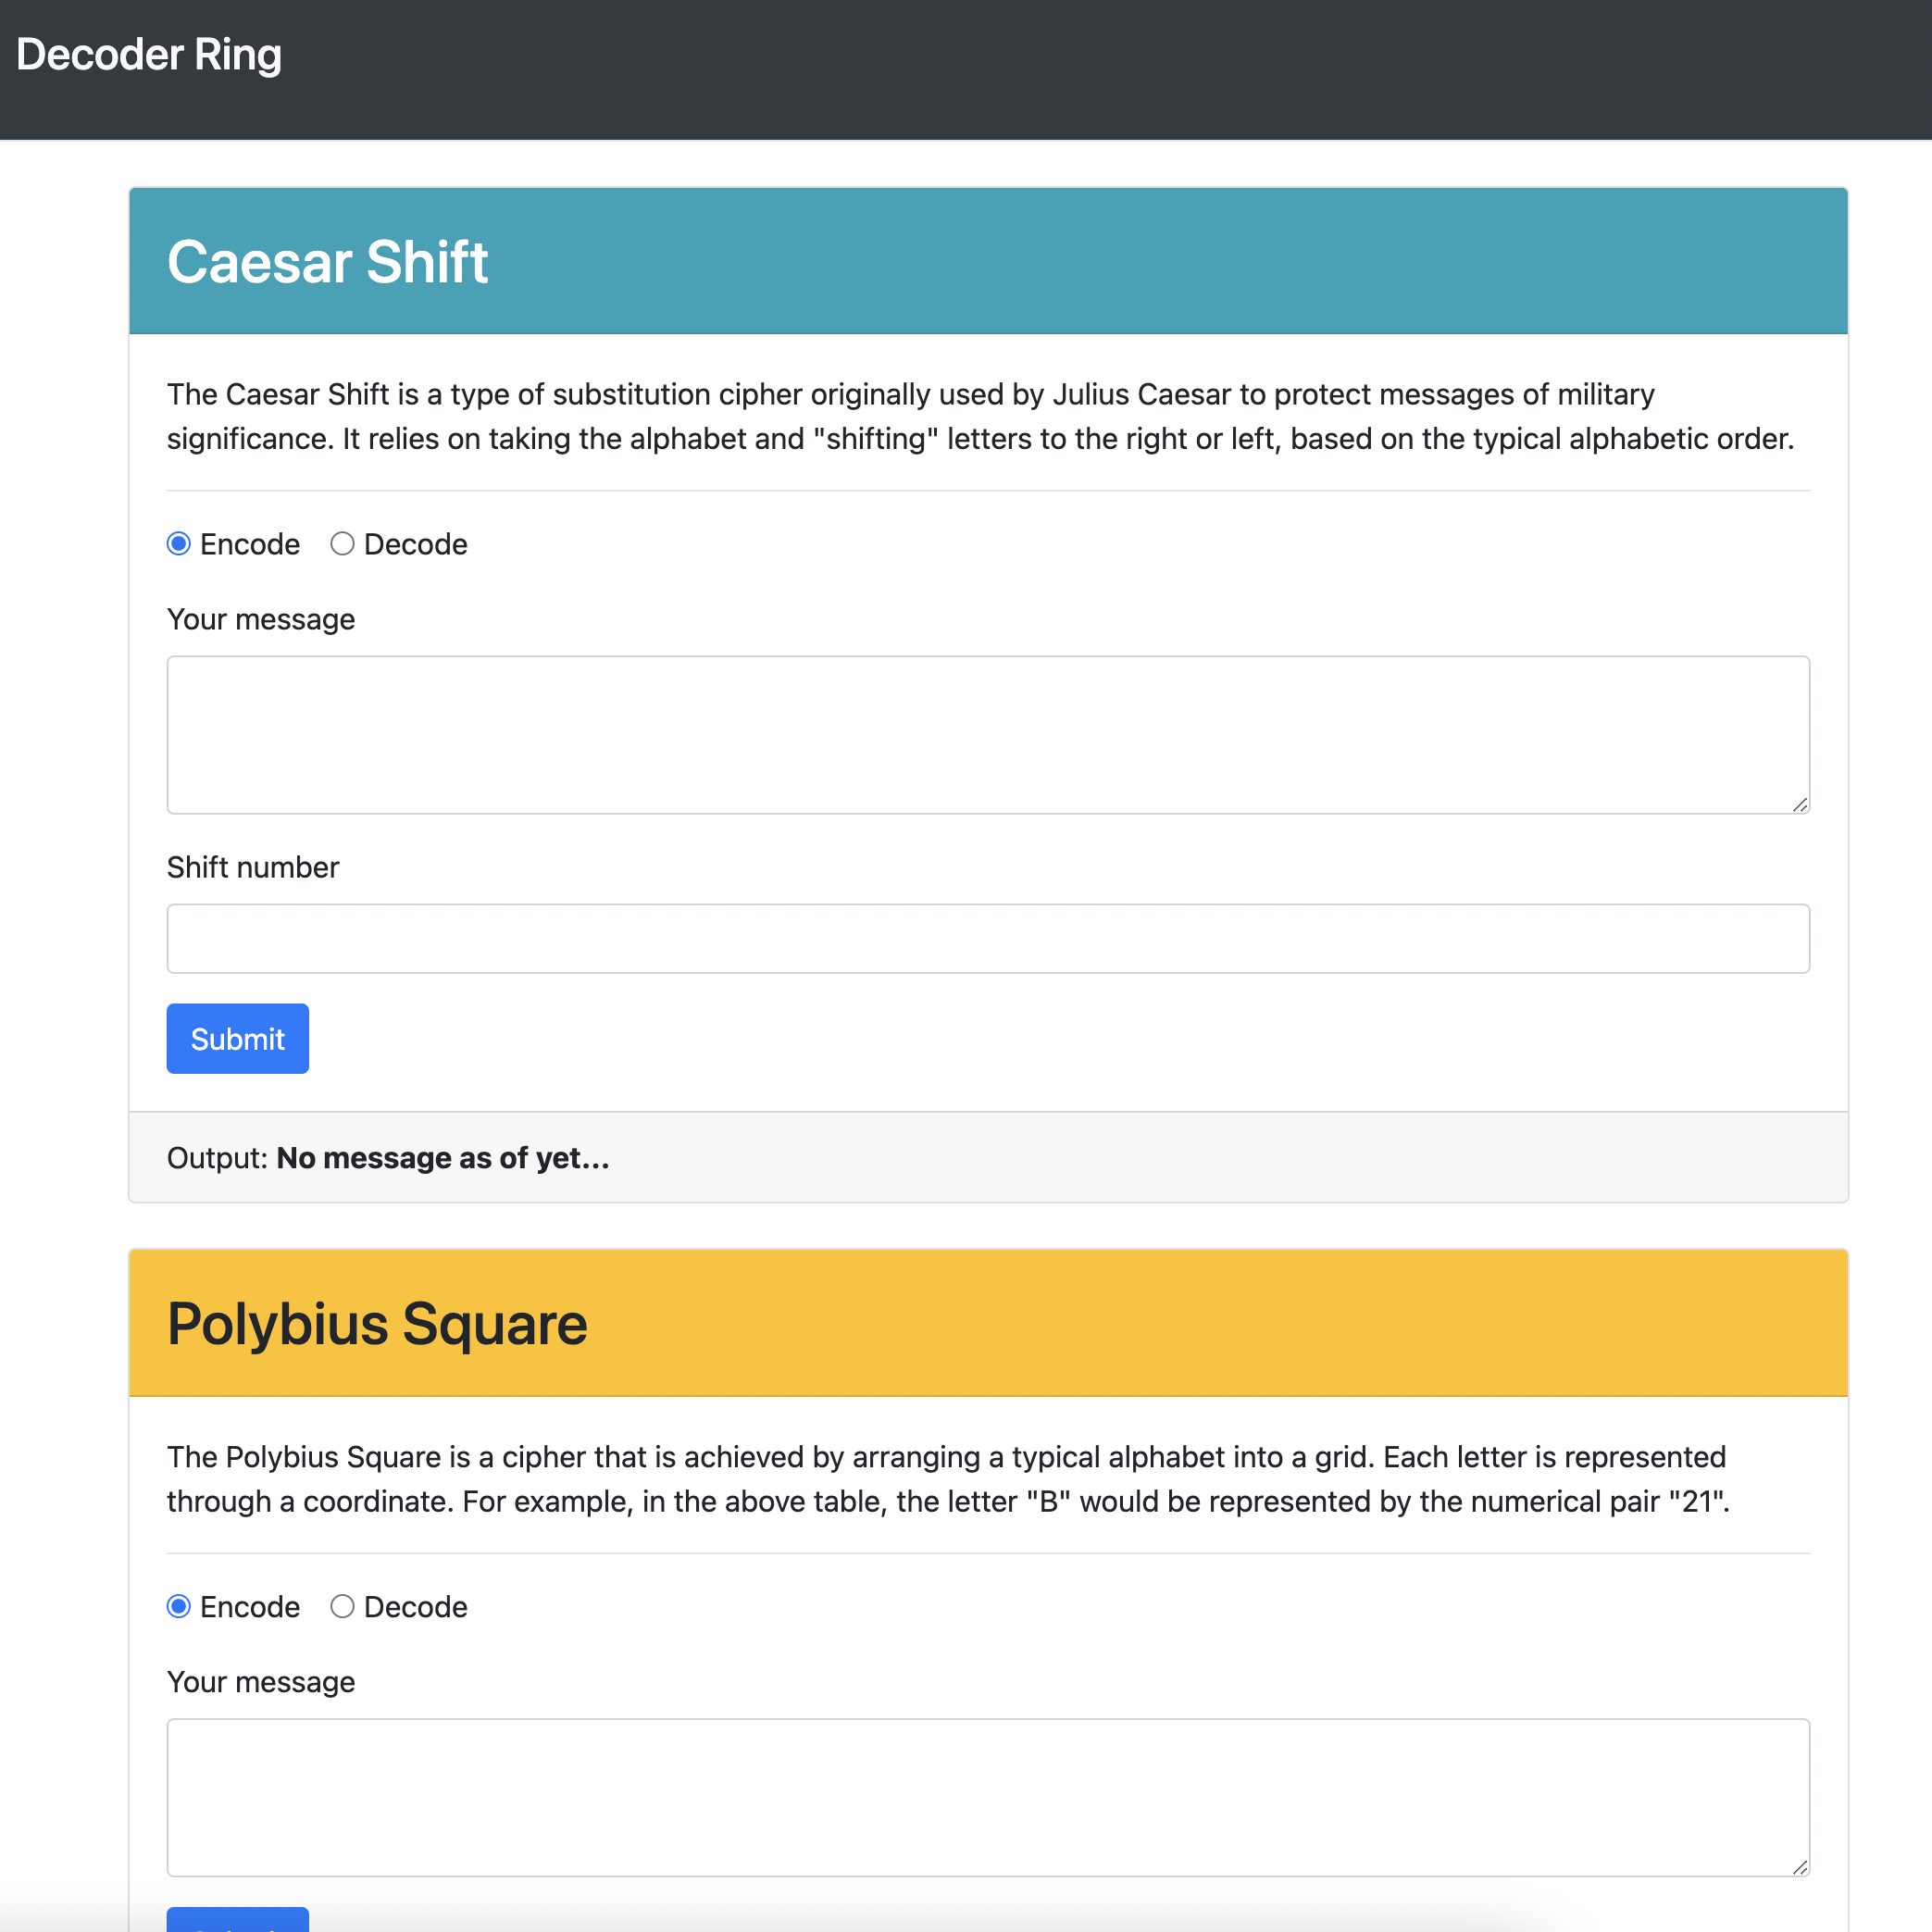 Decoder Ring
Caesar Shift
The Caesar Shift is a type of substitution cipher originally used by Julius Caesar to protect messages of military
significance. It relies on taking the alphabet and "shifting" letters to the right or left, based on the typical alphabetic order.
Encode Decode
Your message
Shift number
Submit
Output: No message as of yet...
Polybius Square
The Polybius Square is a cipher that is achieved by arranging a typical alphabet into a grid. Each letter is represented
through a coordinate. For example, in the above table, the letter "B" would be represented by the numerical pair "21".
Encode Decode
Your message